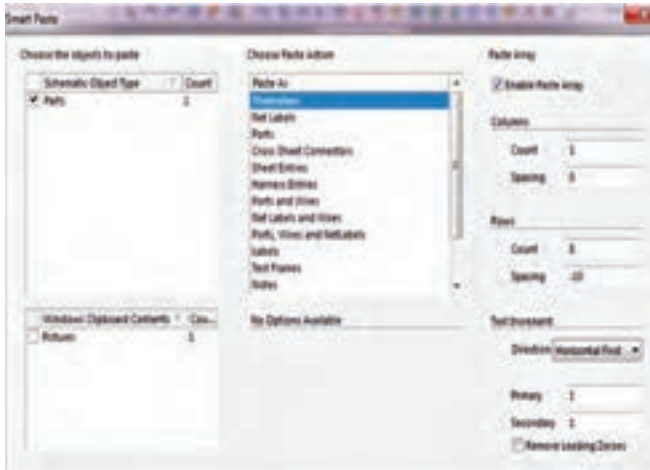 Smart Paste
Choose the objects to paste
Schematic Object Type
Count
Parts
1
Windows Clipboard Contents
Cou...
Pictures
1
Choose Paste Action
Paste As
Themselves
Net Labels
Ports
Cross Sheet Connectors
Sheet Entries
Harness Entries
Ports and Wires
Net Labels and Wires
Ports, Wires and NetLabels
Labels
Text Frames
Notes
No Options Available
Paste Array
Enable Paste Array
Columns
Count 1
Spacing 0
Rows
Count
Spacing -10
Text Increment
Direction Horizontal First
Primary 1
Secondary 1
Remove Leading Zeroes